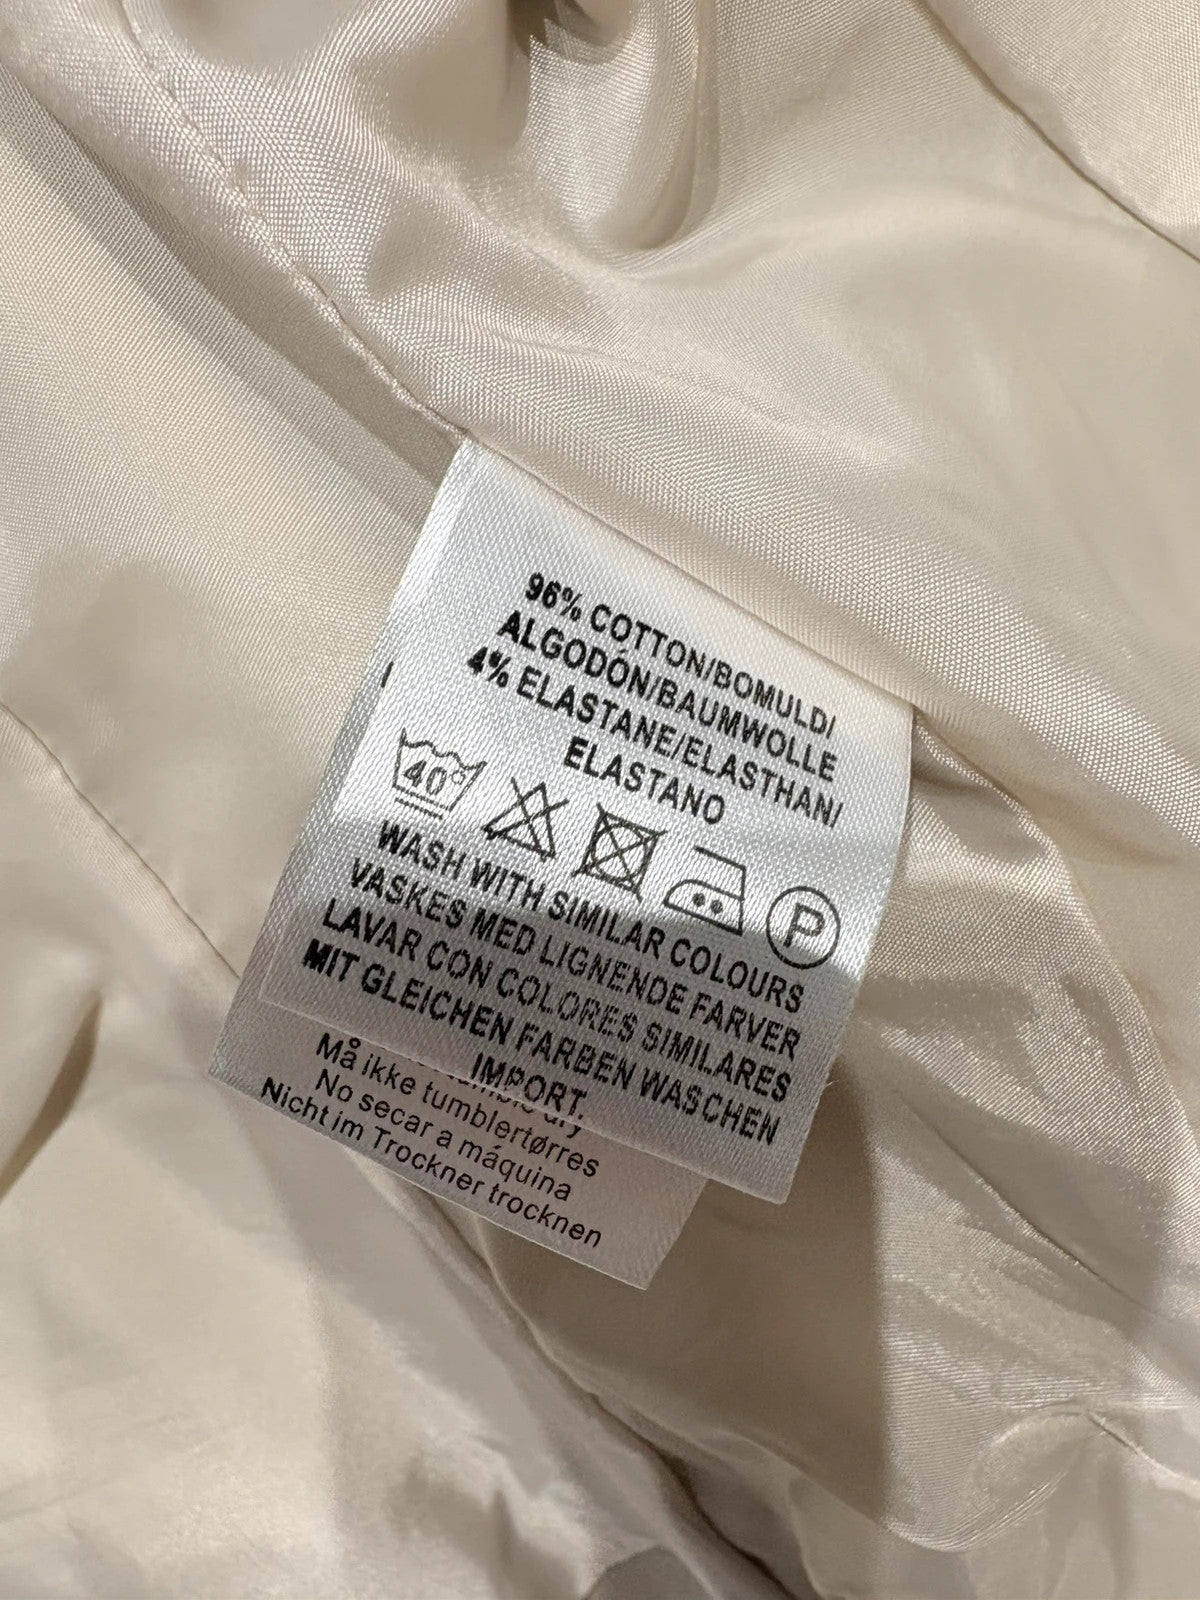 96% COTTON/BOMULD/
ALGODÓN/BAUMWOLLE
4% ELASTANE/ELASTHAN/
ELASTANO
40°
P
WASH WITH SIMILAR COLOURS
VASKES MED LIGNENDE FARVER
LAVAR CON COLORES SIMILARES
MIT GLEICHEN FARBEN WASCHEN
IMPORT.
dry
Må ikke tumblertørres
No secar a máquina
Nicht im Trockner trocknen